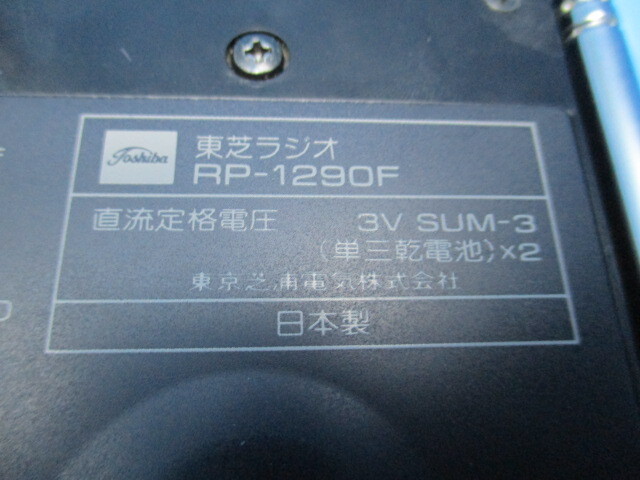 Toshiba
東芝ラジオ
RP-1290F
直流定格電圧 3V SUM-3
(単三乾電池)×2
東京芝浦電気株式会社
日本製